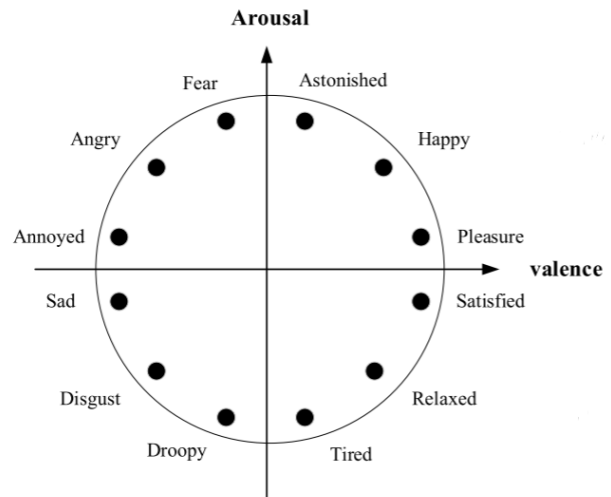 Arousal
Fear
Astonished
Angry
Happy
Annoyed
Pleasure
valence
Sad
Satisfied
Disgust
Relaxed
Droopy
Tired